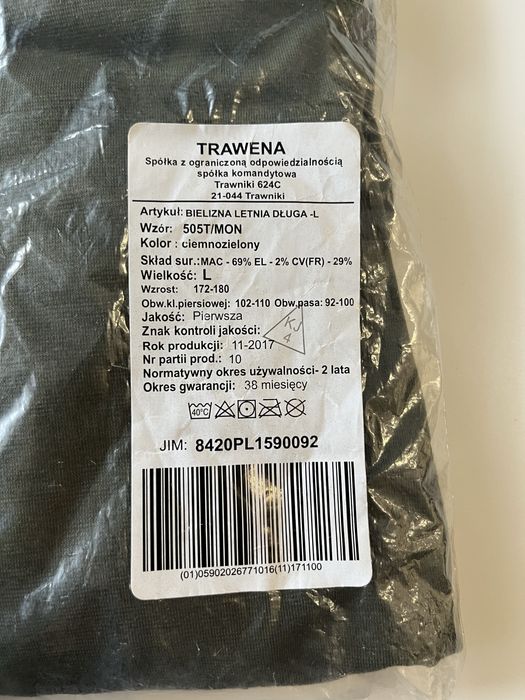 TRAWENA
Spółka z ograniczoną odpowiedzialnością
spółka komandytowa
Trawniki 624C
21-044 Trawniki
Artykuł: BIELIZNA LETNIA DŁUGA -L
Wzór: 505T/MON
Kolor : ciemnozielony
Skład sur.: MAC - 69% EL - 2% CV(FR) - 29%
Wielkość: L
Wzrost: 172-180
Obw.kl.piersiowej: 102-110 Obw.pasa: 92-100
Jakość: Pierwsza
Znak kontroli jakości: KJ 4
Rok produkcji: 11-2017
Nr partii prod.: 10
Normatywny okres używalności- 2 lata
Okres gwarancji: 38 miesięcy
40°C
JIM: 8420PL1590092
(01)05902026771016(11)171100